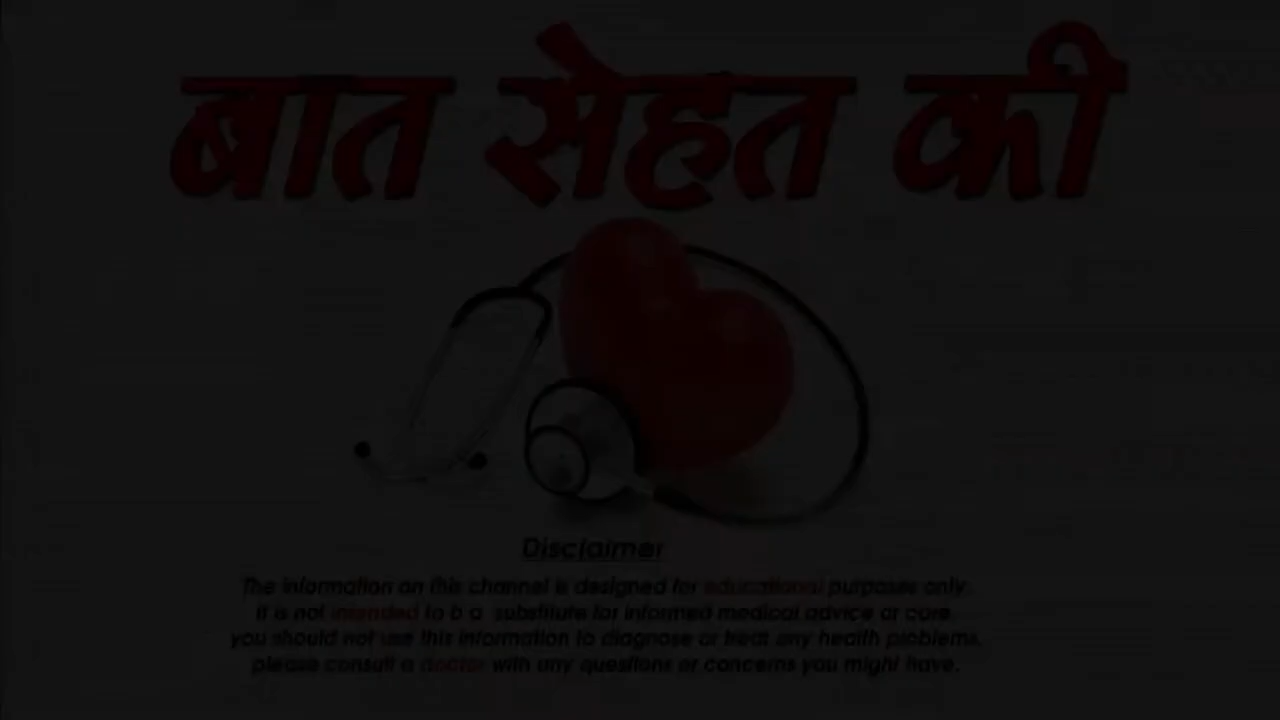 बात सेहत की
Disclaimer
The information on this channel is designed for educational purposes only.
it is not intended to b a substitute for informed medical advice or care.
you should not use this information to diagnose or treat any health problems.
please consult a doctor with any questions or concerns you might have.